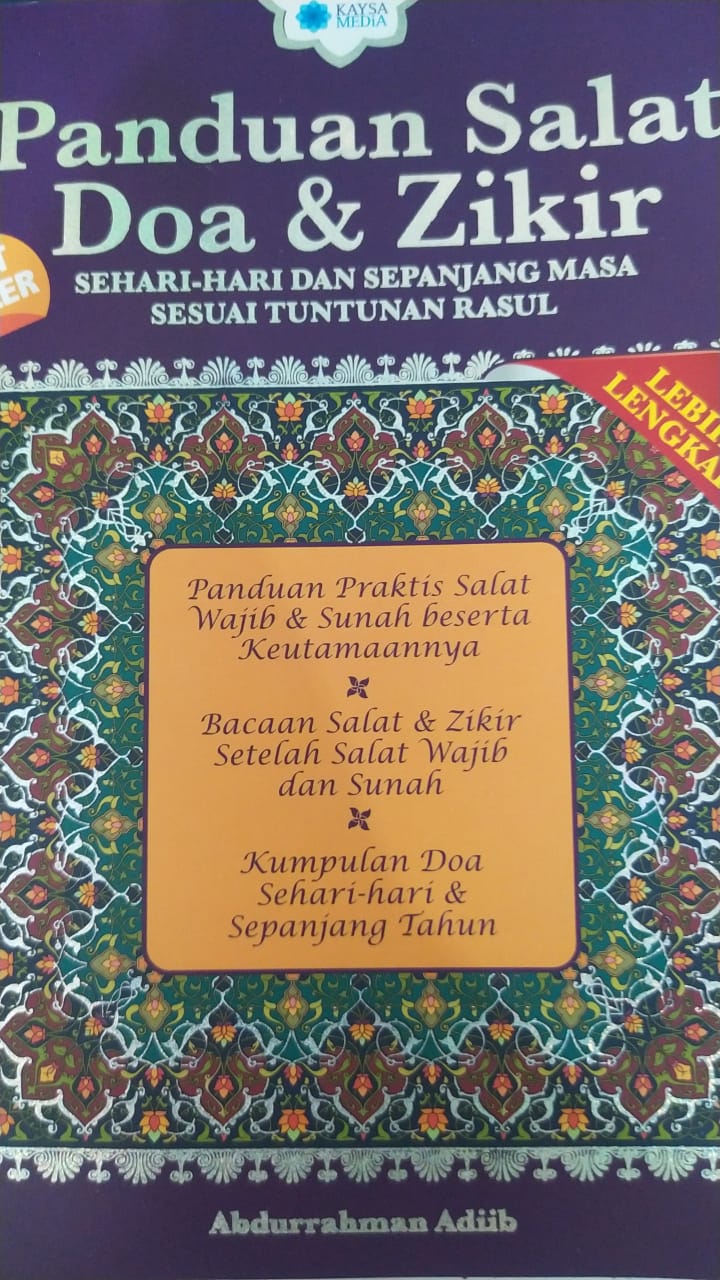 KAYSA
MEDIA
Panduan Salat
Doa & Zikir
SEHARI-HARI DAN SEPANJANG MASA
SESUAI TUNTUNAN RASUL
Panduan Praktis Salat
Wajib & Sunah beserta
Keutamaannya
Bacaan Salat & Zikir
Setelah Salat Wajib
dan Sunah
Kumpulan Doa
Sehari-hari &
Sepanjang Tahun
Abdurrahman Adiib